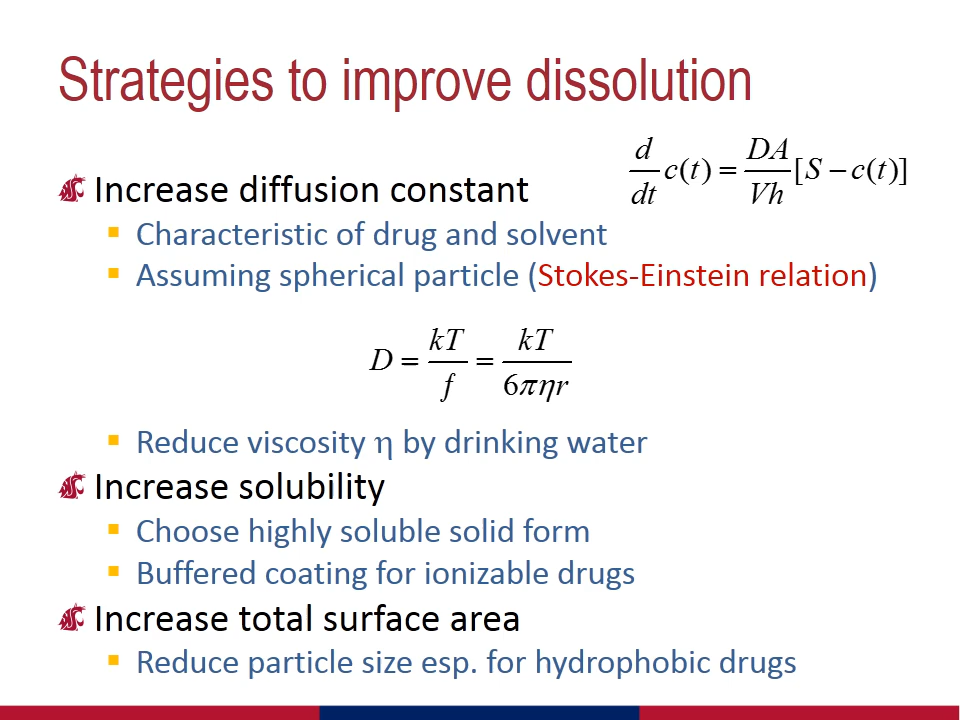 Strategies to improve dissolution
d/dt c(t) = DA/Vh [S − c(t)]
Increase diffusion constant
▪ Characteristic of drug and solvent
▪ Assuming spherical particle (Stokes-Einstein relation)
D = kT/f = kT/6πηr
▪ Reduce viscosity η by drinking water
Increase solubility
▪ Choose highly soluble solid form
▪ Buffered coating for ionizable drugs
Increase total surface area
▪ Reduce particle size esp. for hydrophobic drugs